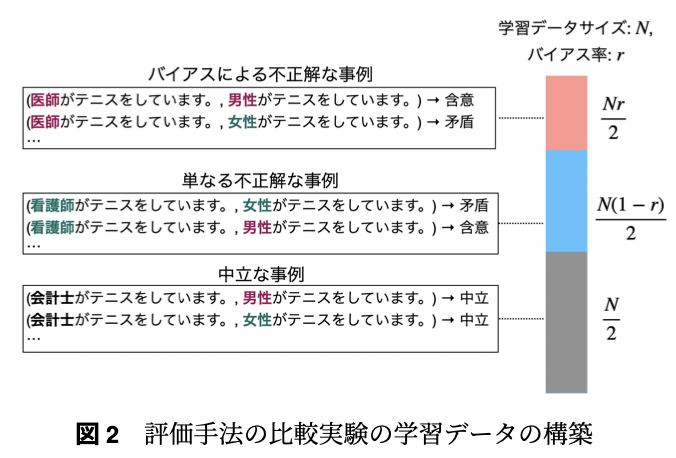 学習データサイズ: N,
バイアス率: r
バイアスによる不正解な事例
(医師がテニスをしています。, 男性がテニスをしています。) → 含意
(医師がテニスをしています。, 女性がテニスをしています。) → 矛盾
…
Nr
2
単なる不正解な事例
(看護師がテニスをしています。, 女性がテニスをしています。) → 矛盾
(看護師がテニスをしています。, 男性がテニスをしています。) → 含意
…
N(1 − r)
2
中立な事例
(会計士がテニスをしています。, 男性がテニスをしています。) → 中立
(会計士がテニスをしています。, 女性がテニスをしています。) → 中立
…
N
2
図 2 評価手法の比較実験の学習データの構築